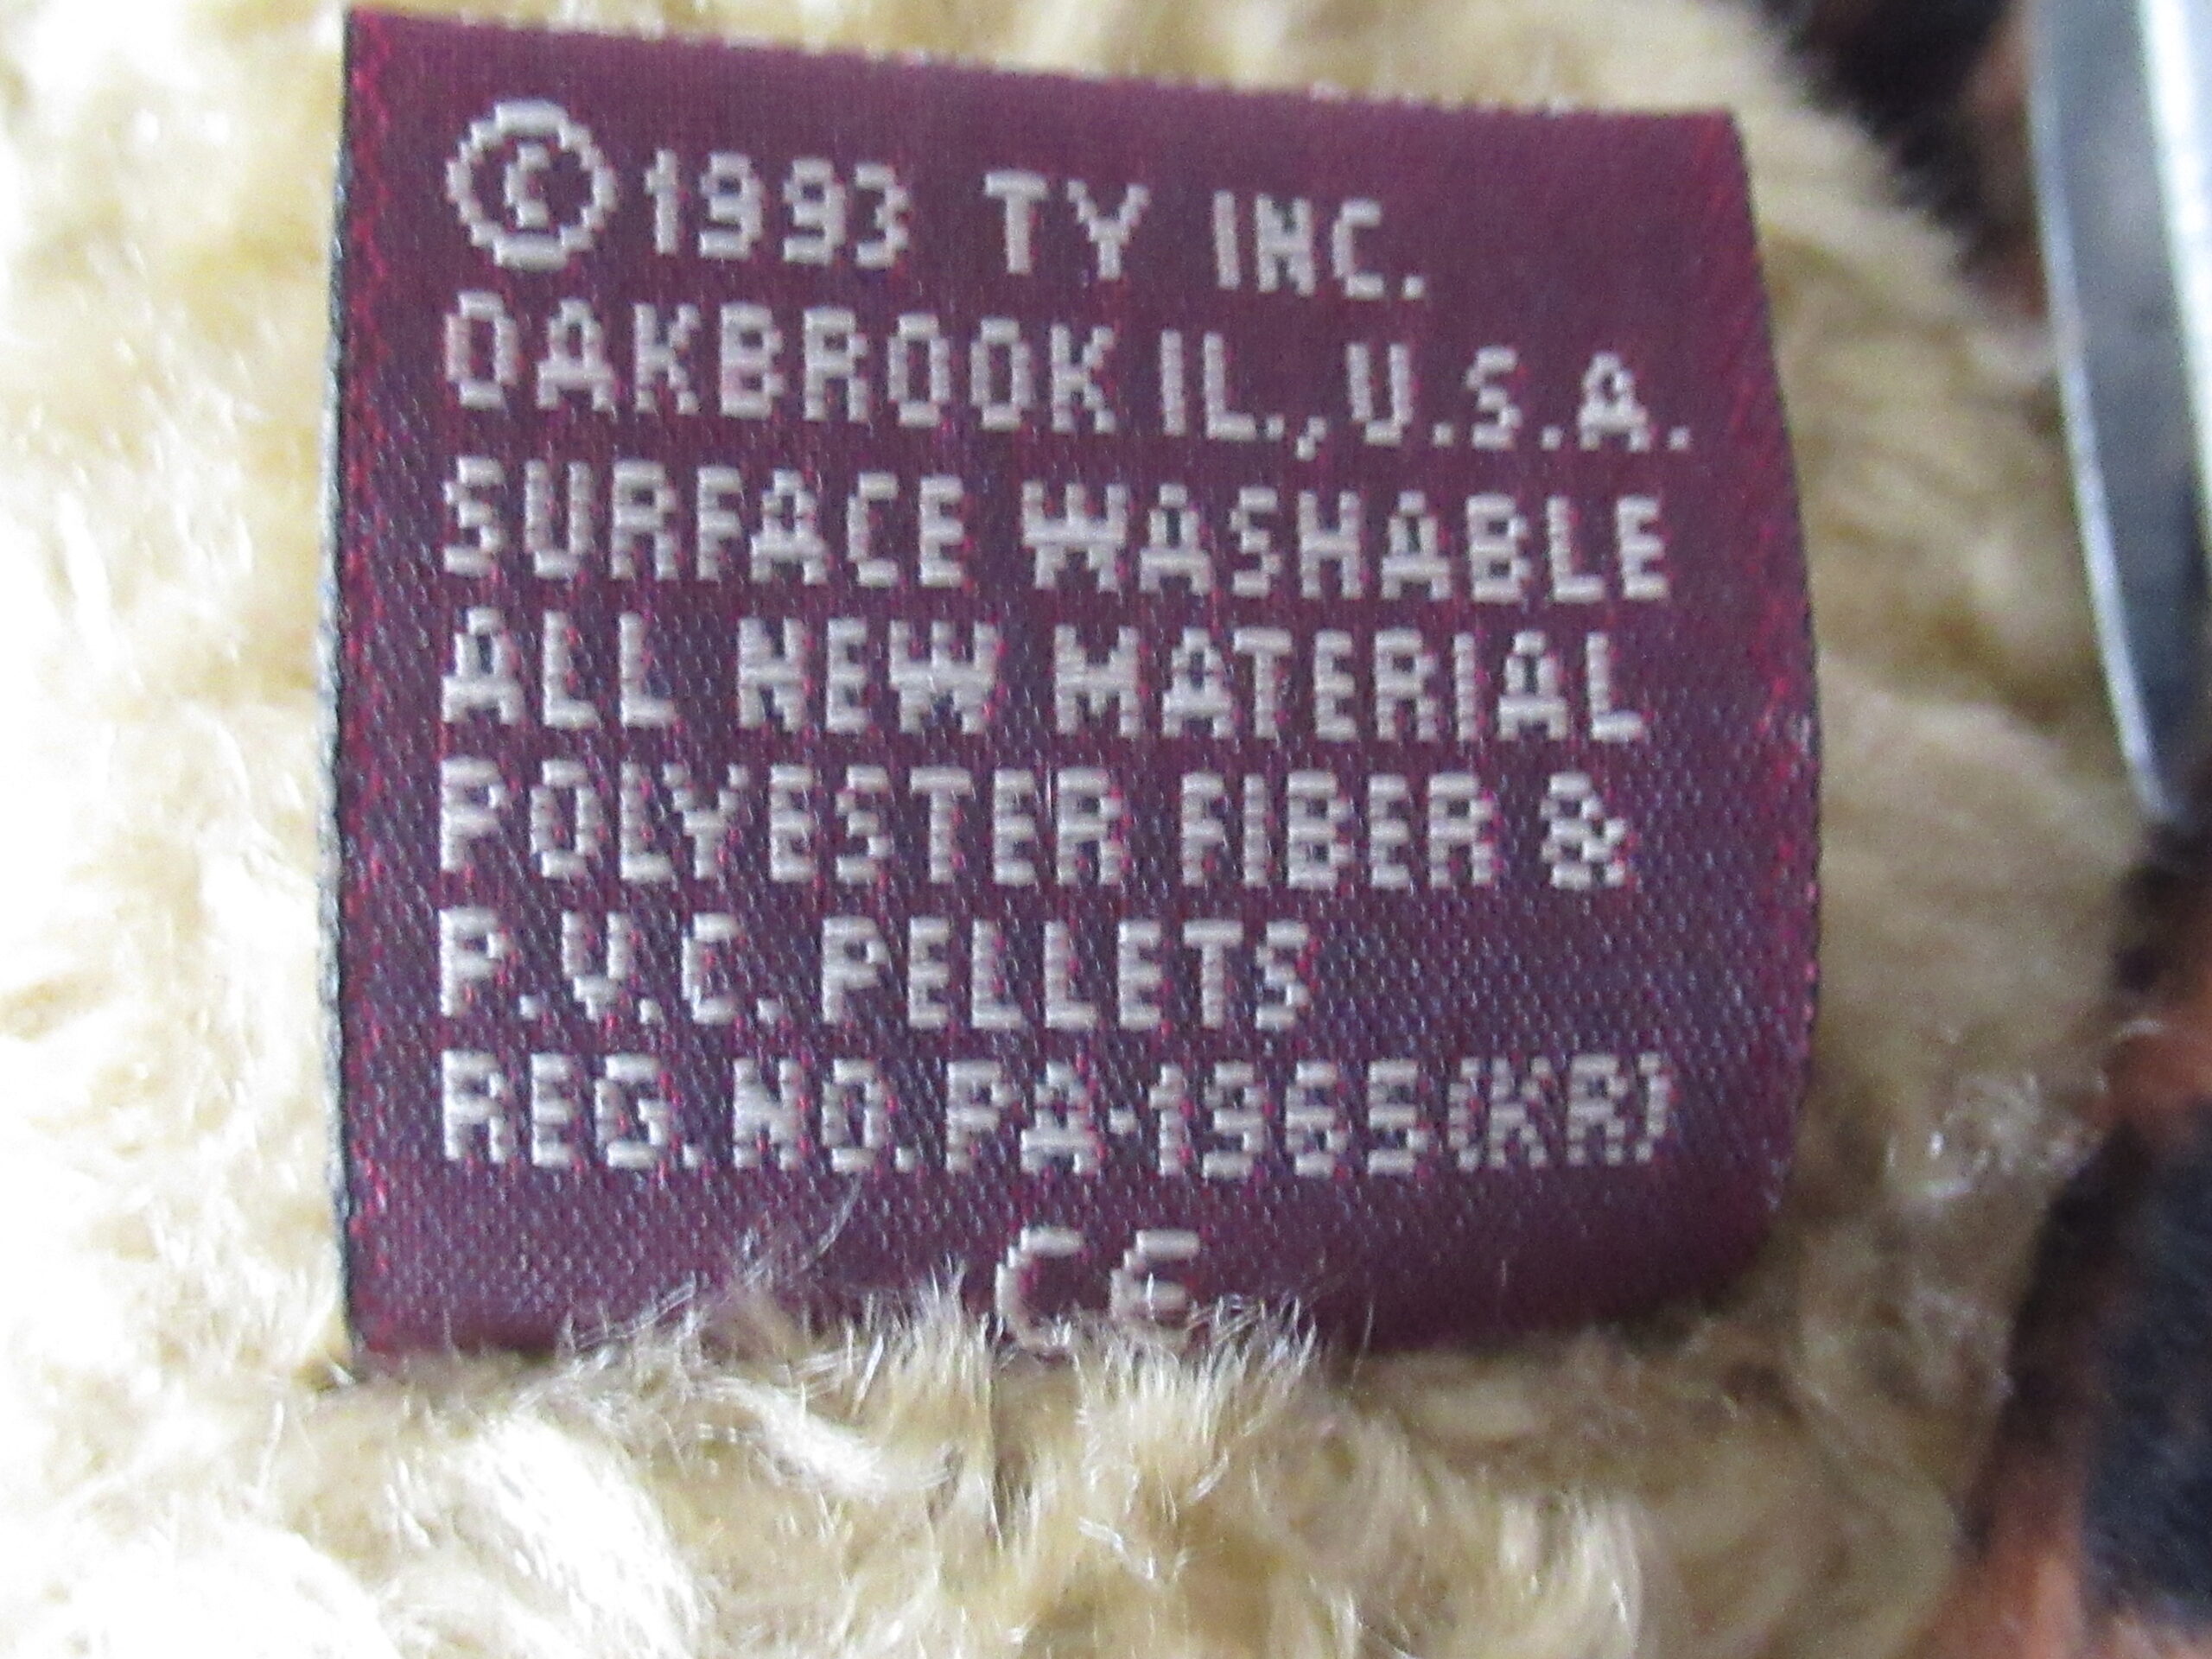 ©1993 TY INC.
OAKBROOK IL.,U.S.A.
SURFACE WASHABLE
ALL NEW MATERIAL
POLYESTER FIBER &
P.V.C. PELLETS
REG.NO.PA-1965(KR)
CE